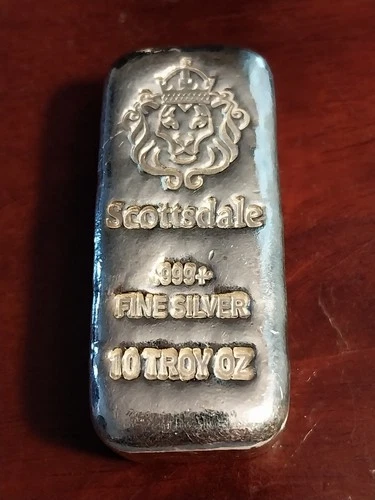 Scottsdale
.999+
FINE SILVER
10 TROY OZ